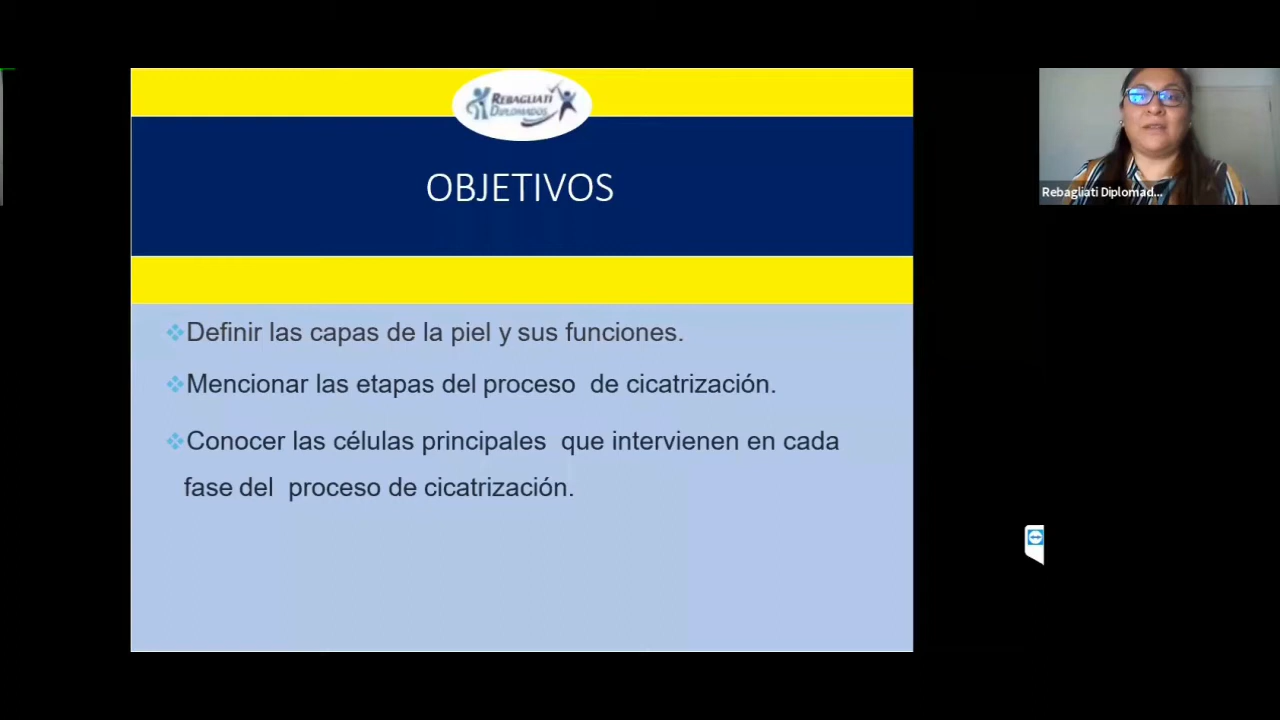 REBAGLIATI
DIPLOMADOS
OBJETIVOS
Definir las capas de la piel y sus funciones.
Mencionar las etapas del proceso de cicatrización.
Conocer las células principales que intervienen en cada
fase del proceso de cicatrización.
Rebagliati Diplomad...